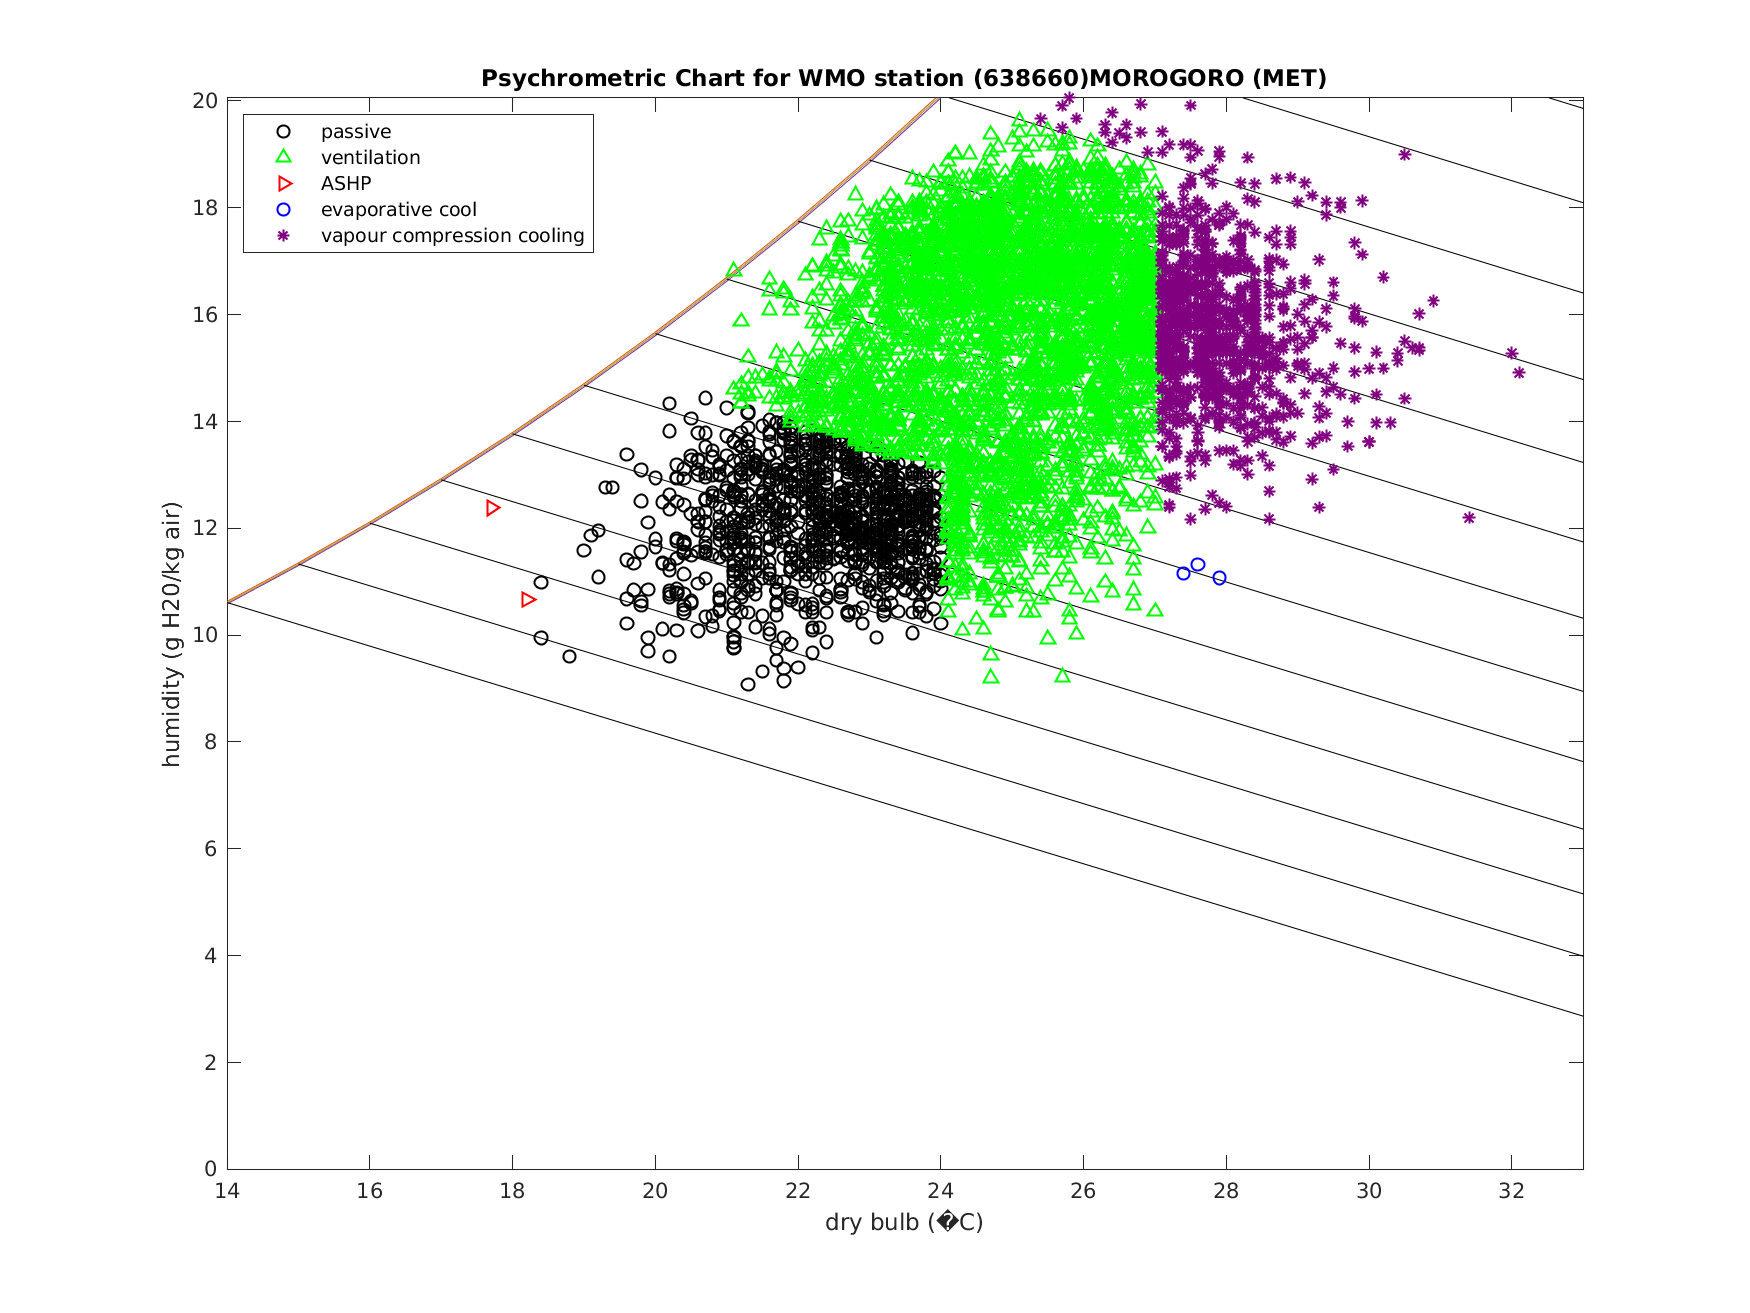 Psychrometric Chart for WMO station (638660)MOROGORO (MET)
passive
ventilation
ASHP
evaporative cool
vapour compression cooling
humidity (g H20/kg air)
20
18
16
14
12
10
8
6
4
2
0
14 16 18 20 22 24 26 28 30 32
dry bulb (�C)